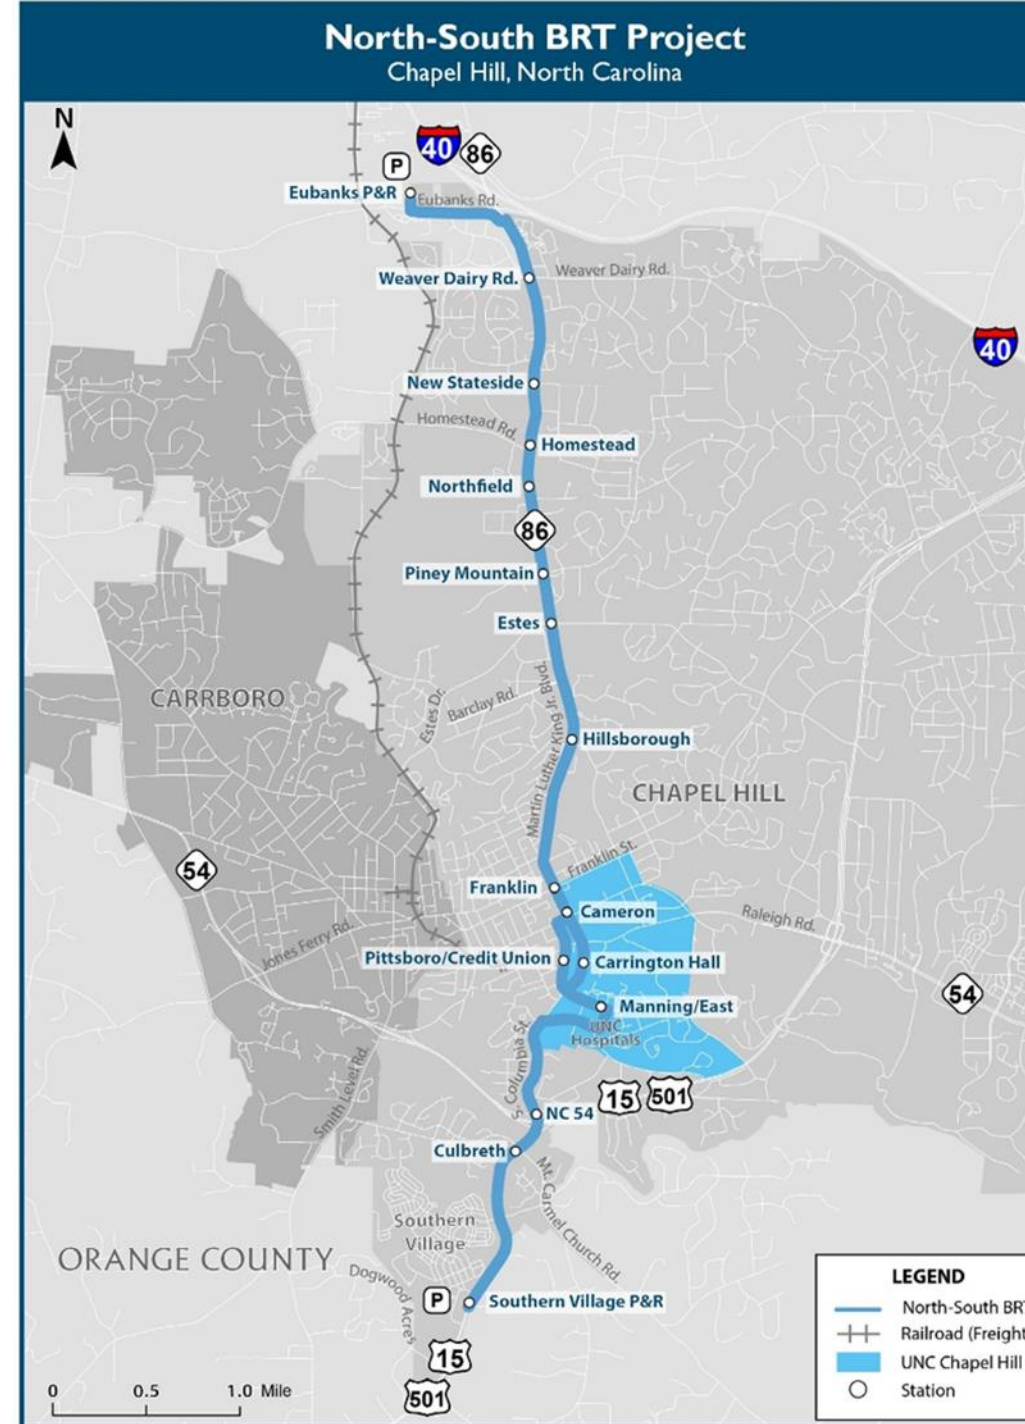 North-South BRT Project
Chapel Hill, North Carolina
N
40
86
P
Eubanks P&R
Eubanks Rd.
Weaver Dairy Rd.
Weaver Dairy Rd.
40
New Stateside
Homestead Rd.
Homestead
Northfield
86
Piney Mountain
Estes
Estes Dr.
Barclay Rd.
Martin Luther King Jr. Blvd.
CARRBORO
Hillsborough
CHAPEL HILL
54
Franklin St.
Franklin
Cameron
Raleigh Rd.
Jones Ferry Rd.
Pittsboro/Credit Union
Carrington Hall
54
Manning/East
UNC
Hospitals
S. Columbia St.
Smith Level Rd.
15
501
NC 54
Culbreth
Mt. Carmel Church Rd.
Southern
Village
ORANGE COUNTY
Dogwood Acres
P
Southern Village P&R
15
501
0 0.5 1.0 Mile
LEGEND
North-South BRT
Railroad (Freight
UNC Chapel Hill
Station